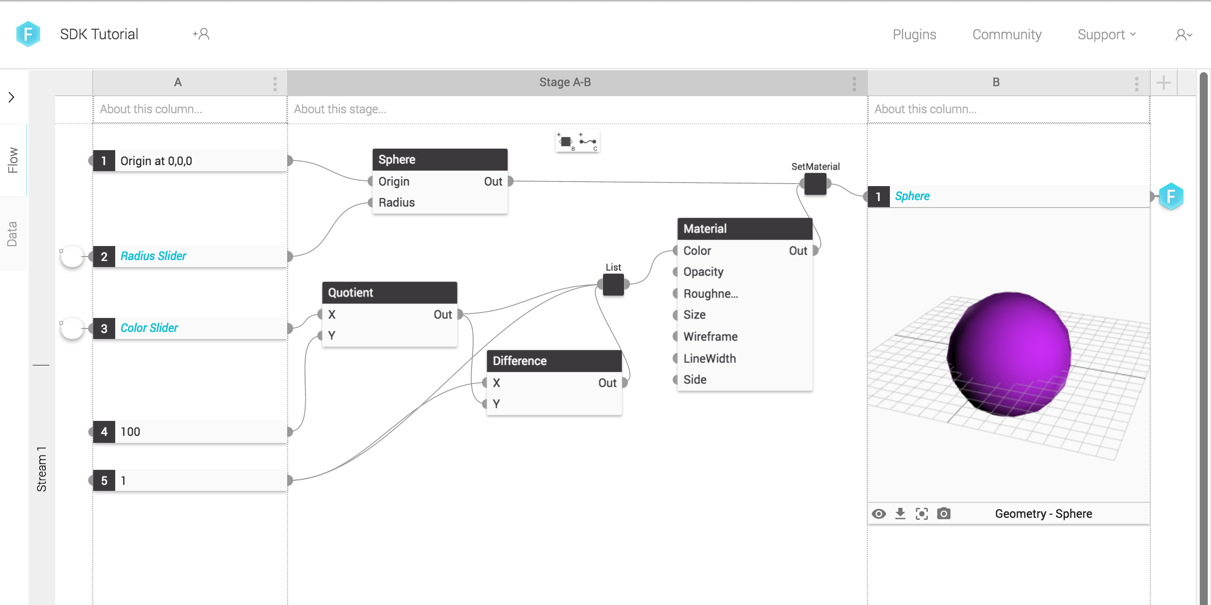 F SDK Tutorial Plugins Community Support
A Stage A-B B
About this column... About this stage... About this column...
Flow
Data
Stream 1
1 Origin at 0,0,0
2 Radius Slider
3 Color Slider
4 100
5 1
B C
Sphere
Origin Out
Radius
Quotient
X Out
Y
Difference
X Out
Y
List
SetMaterial
Material
Color Out
Opacity
Roughne...
Size
Wireframe
LineWidth
Side
1 Sphere F
Geometry - Sphere